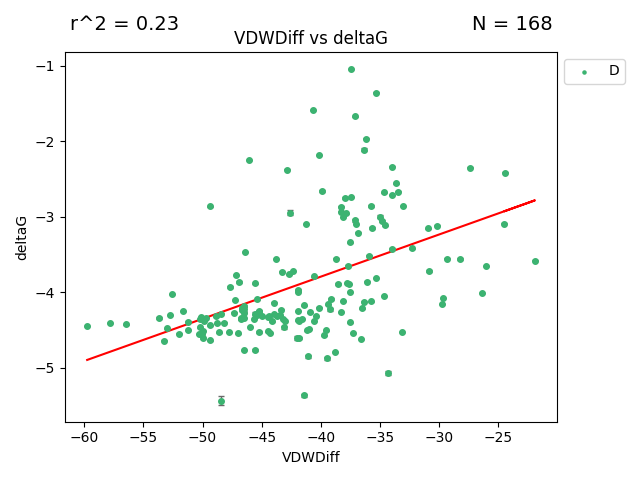 r^2 = 0.23 N = 168
VDWDiff vs deltaG
D
deltaG
−1
−2
−3
−4
−5
−60 −55 −50 −45 −40 −35 −30 −25
VDWDiff